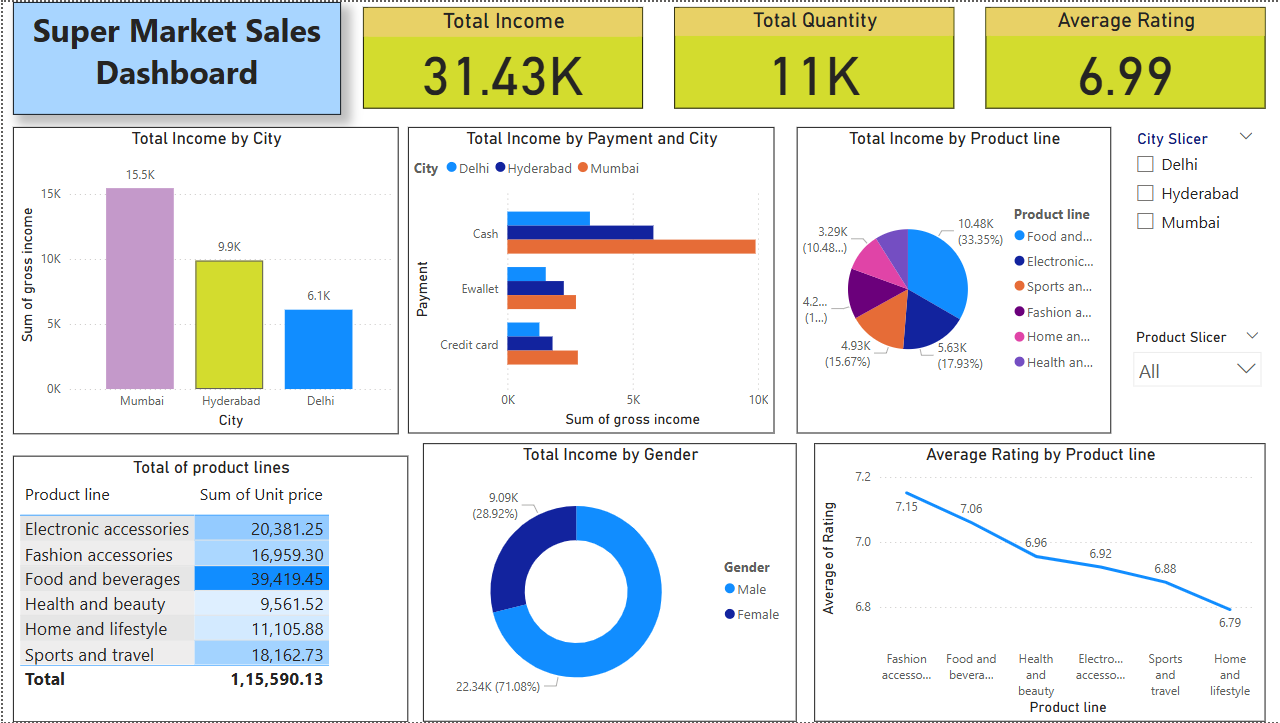 Super Market Sales
Dashboard
Total Income
31.43K
Total Quantity
11K
Average Rating
6.99
Total Income by City
Sum of gross income
15K
10K
5K
0K
15.5K
9.9K
6.1K
Mumbai
Hyderabad
Delhi
City
Total Income by Payment and City
City Delhi Hyderabad Mumbai
Payment
Cash
Ewallet
Credit card
0K
5K
10K
Sum of gross income
Total Income by Product line
10.48K
(33.35%)
5.63K
(17.93%)
4.93K
(15.67%)
4.2...
(1...)
3.29K
(10.48...)
Product line
Food and...
Electronic...
Sports an...
Fashion a...
Home an...
Health an...
City Slicer
Delhi
Hyderabad
Mumbai
Product Slicer
All
Total of product lines
Product line Sum of Unit price
Electronic accessories 20,381.25
Fashion accessories 16,959.30
Food and beverages 39,419.45
Health and beauty 9,561.52
Home and lifestyle 11,105.88
Sports and travel 18,162.73
Total 1,15,590.13
Total Income by Gender
9.09K
(28.92%)
22.34K (71.08%)
Gender
Male
Female
Average Rating by Product line
Average of Rating
7.2
7.0
6.8
7.15
7.06
6.96
6.92
6.88
6.79
Fashion
accesso...
Food and
bevera...
Health
and
beauty
Electro...
accesso...
Sports
and
travel
Home
and
lifestyle
Product line